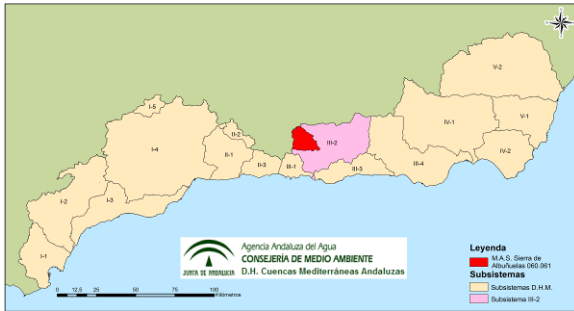 V-2
I-5
II-2
I-4
III-2
IV-1
V-1
II-1
II-3
III-1
III-3
III-4
IV-2
I-2
I-3
I-1
Agencia Andaluza del Agua
CONSEJERÍA DE MEDIO AMBIENTE
JUNTA DE ANDALUCIA
D.H. Cuencas Mediterráneas Andaluzas
0 12,5 25 50 75 100
Kilómetros
Leyenda
M.A.S. Sierra de
Albuñuelas 060.061
Subsistemas
Subsistemas D.H.M.
Subsistema III-2